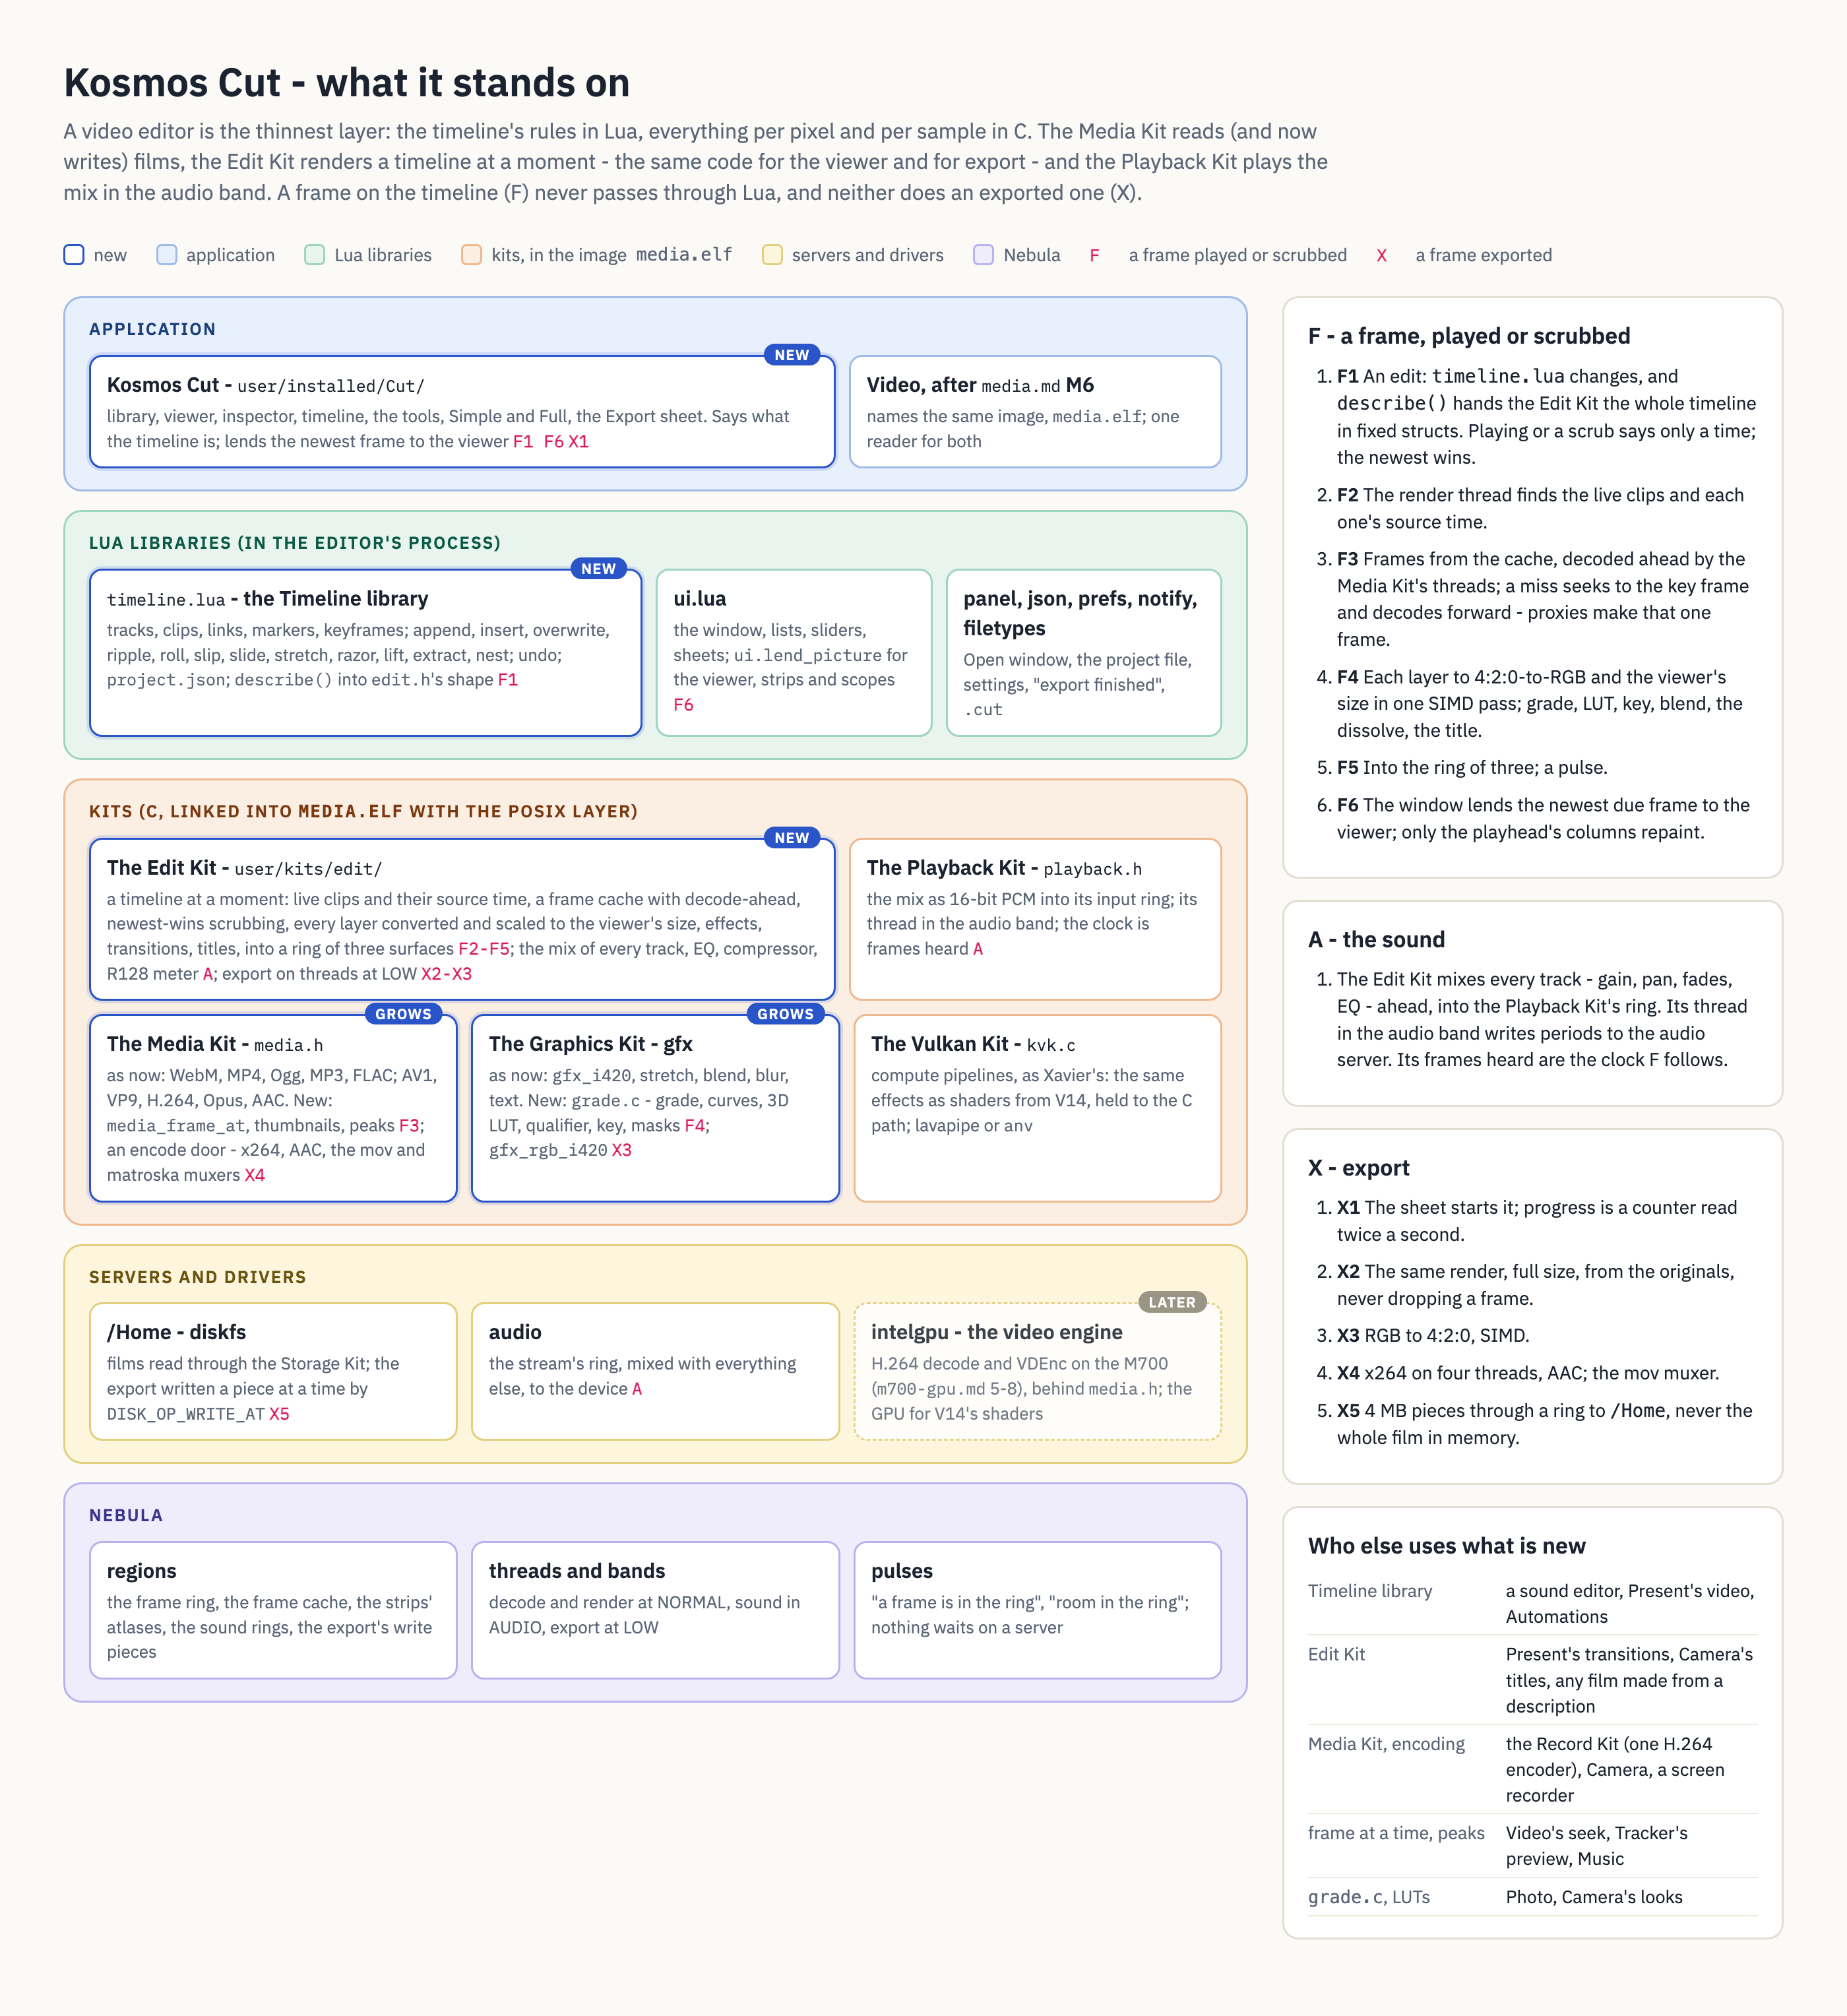 Kosmos Cut - what it stands on
A video editor is the thinnest layer: the timeline's rules in Lua, everything per pixel and per sample in C. The Media Kit reads (and now
writes) films, the Edit Kit renders a timeline at a moment - the same code for the viewer and for export - and the Playback Kit plays the
mix in the audio band. A frame on the timeline (F) never passes through Lua, and neither does an exported one (X).
new application Lua libraries kits, in the image media.elf servers and drivers Nebula F a frame played or scrubbed X a frame exported
APPLICATION
NEW
Kosmos Cut - user/installed/Cut/
library, viewer, inspector, timeline, the tools, Simple and Full, the Export sheet. Says what
the timeline is; lends the newest frame to the viewer F1 F6 X1
Video, after media.md M6
names the same image, media.elf; one
reader for both
LUA LIBRARIES (IN THE EDITOR'S PROCESS)
NEW
timeline.lua - the Timeline library
tracks, clips, links, markers, keyframes; append, insert, overwrite,
ripple, roll, slip, slide, stretch, razor, lift, extract, nest; undo;
project.json; describe() into edit.h's shape F1
ui.lua
the window, lists, sliders,
sheets; ui.lend_picture for
the viewer, strips and scopes
F6
panel, json, prefs, notify,
filetypes
Open window, the project file,
settings, "export finished",
.cut
KITS (C, LINKED INTO MEDIA.ELF WITH THE POSIX LAYER)
NEW
The Edit Kit - user/kits/edit/
a timeline at a moment: live clips and their source time, a frame cache with decode-ahead,
newest-wins scrubbing, every layer converted and scaled to the viewer's size, effects,
transitions, titles, into a ring of three surfaces F2-F5; the mix of every track, EQ, compressor,
R128 meter A; export on threads at LOW X2-X3
The Playback Kit - playback.h
the mix as 16-bit PCM into its input ring; its
thread in the audio band; the clock is
frames heard A
GROWS
The Media Kit - media.h
as now: WebM, MP4, Ogg, MP3, FLAC; AV1,
VP9, H.264, Opus, AAC. New:
media_frame_at, thumbnails, peaks F3;
an encode door - x264, AAC, the mov and
matroska muxers X4
GROWS
The Graphics Kit - gfx
as now: gfx_i420, stretch, blend, blur,
text. New: grade.c - grade, curves, 3D
LUT, qualifier, key, masks F4;
gfx_rgb_i420 X3
The Vulkan Kit - kvk.c
compute pipelines, as Xavier's: the same
effects as shaders from V14, held to the C
path; lavapipe or anv
SERVERS AND DRIVERS
/Home - diskfs
films read through the Storage Kit; the
export written a piece at a time by
DISK_OP_WRITE_AT X5
audio
the stream's ring, mixed with everything
else, to the device A
LATER
intelgpu - the video engine
H.264 decode and VDEnc on the M700
(m700-gpu.md 5-8), behind media.h; the
GPU for V14's shaders
NEBULA
regions
the frame ring, the frame cache, the strips'
atlases, the sound rings, the export's write
pieces
threads and bands
decode and render at NORMAL, sound in
AUDIO, export at LOW
pulses
"a frame is in the ring", "room in the ring";
nothing waits on a server
F - a frame, played or scrubbed
1. F1 An edit: timeline.lua changes, and
describe() hands the Edit Kit the whole timeline
in fixed structs. Playing or a scrub says only a time;
the newest wins.
2. F2 The render thread finds the live clips and each
one's source time.
3. F3 Frames from the cache, decoded ahead by the
Media Kit's threads; a miss seeks to the key frame
and decodes forward - proxies make that one
frame.
4. F4 Each layer to 4:2:0-to-RGB and the viewer's
size in one SIMD pass; grade, LUT, key, blend, the
dissolve, the title.
5. F5 Into the ring of three; a pulse.
6. F6 The window lends the newest due frame to the
viewer; only the playhead's columns repaint.
A - the sound
1. The Edit Kit mixes every track - gain, pan, fades,
EQ - ahead, into the Playback Kit's ring. Its thread
in the audio band writes periods to the audio
server. Its frames heard are the clock F follows.
X - export
1. X1 The sheet starts it; progress is a counter read
twice a second.
2. X2 The same render, full size, from the originals,
never dropping a frame.
3. X3 RGB to 4:2:0, SIMD.
4. X4 x264 on four threads, AAC; the mov muxer.
5. X5 4 MB pieces through a ring to /Home, never the
whole film in memory.
Who else uses what is new
Timeline library a sound editor, Present's video,
Automations
Edit Kit Present's transitions, Camera's
titles, any film made from a
description
Media Kit, encoding the Record Kit (one H.264
encoder), Camera, a screen
recorder
frame at a time, peaks Video's seek, Tracker's
preview, Music
grade.c, LUTs Photo, Camera's looks